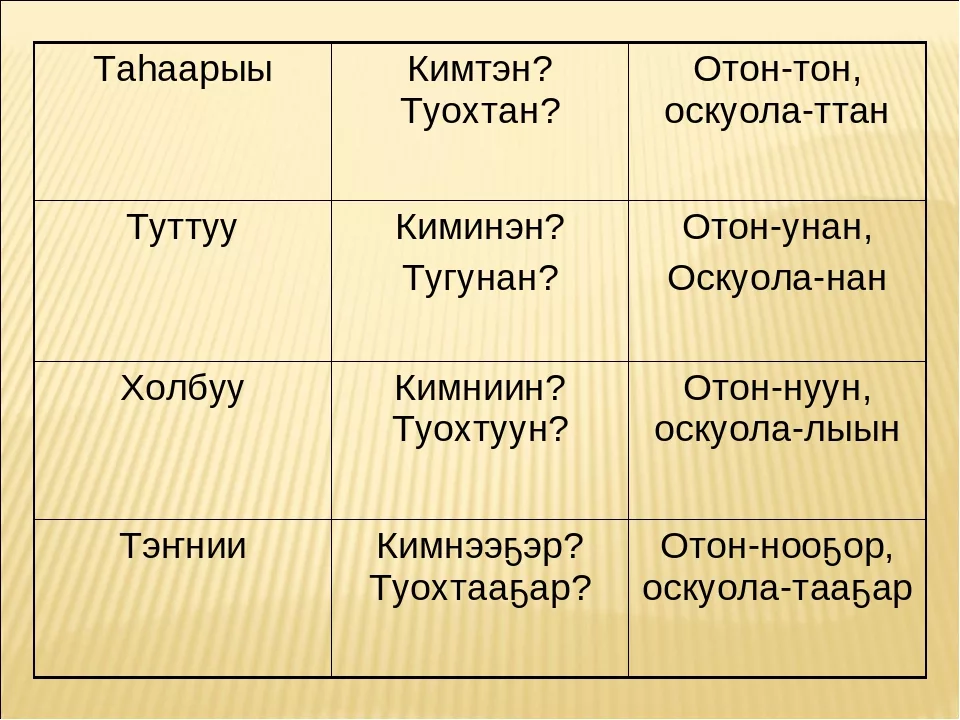 Таһаарыы
Кимтэн?
Туохтан?
Отон-тон,
оскуола-ттан
Туттуу
Киминэн?
Тугунан?
Отон-унан,
Оскуола-нан
Холбуу
Кимниин?
Туохтуун?
Отон-нуун,
оскуола-лыын
Тэҥнии
Кимнээҕэр?
Туохтааҕар?
Отон-нооҕор,
оскуола-тааҕар